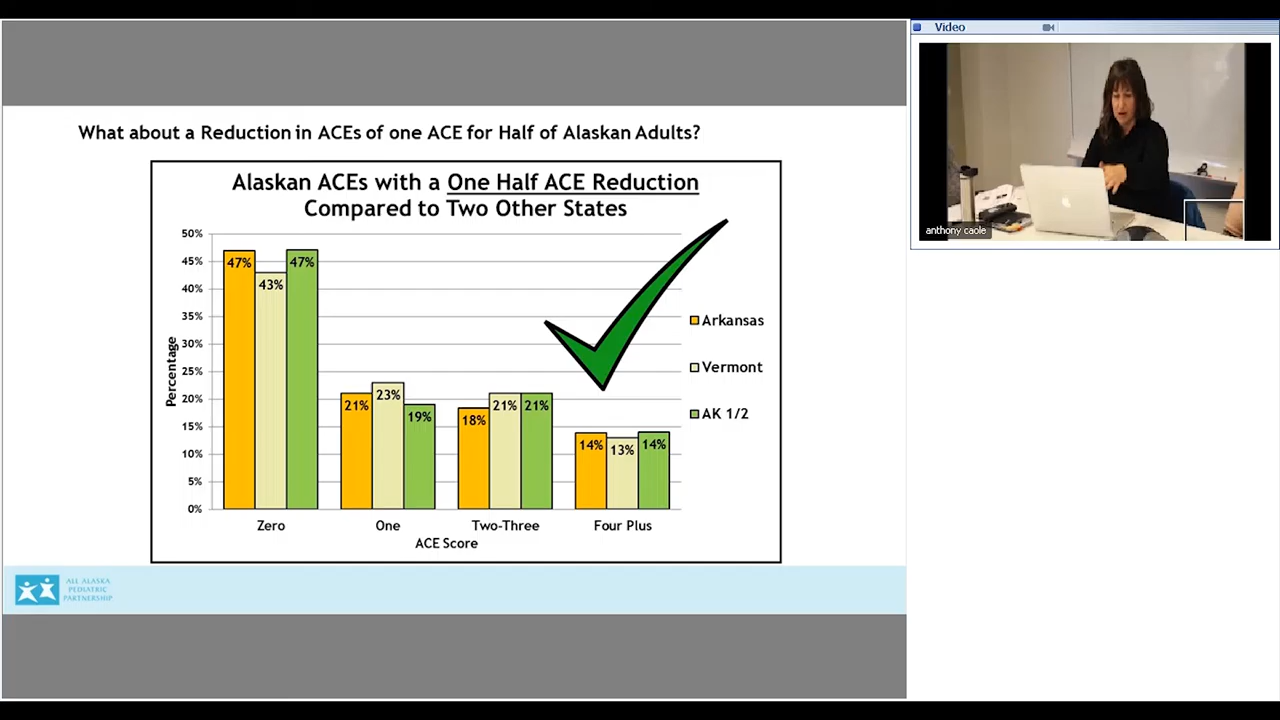 Video
anthony caole
What about a Reduction in ACEs of one ACE for Half of Alaskan Adults?
Alaskan ACEs with a One Half ACE Reduction
Compared to Two Other States
50%
45%
40%
35%
30%
25%
20%
15%
10%
5%
0%
Percentage
47%
43%
47%
21%
23%
19%
18%
21%
21%
14%
13%
14%
Zero
One
Two-Three
Four Plus
ACE Score
Arkansas
Vermont
AK 1/2
ALL ALASKA
PEDIATRIC
PARTNERSHIP